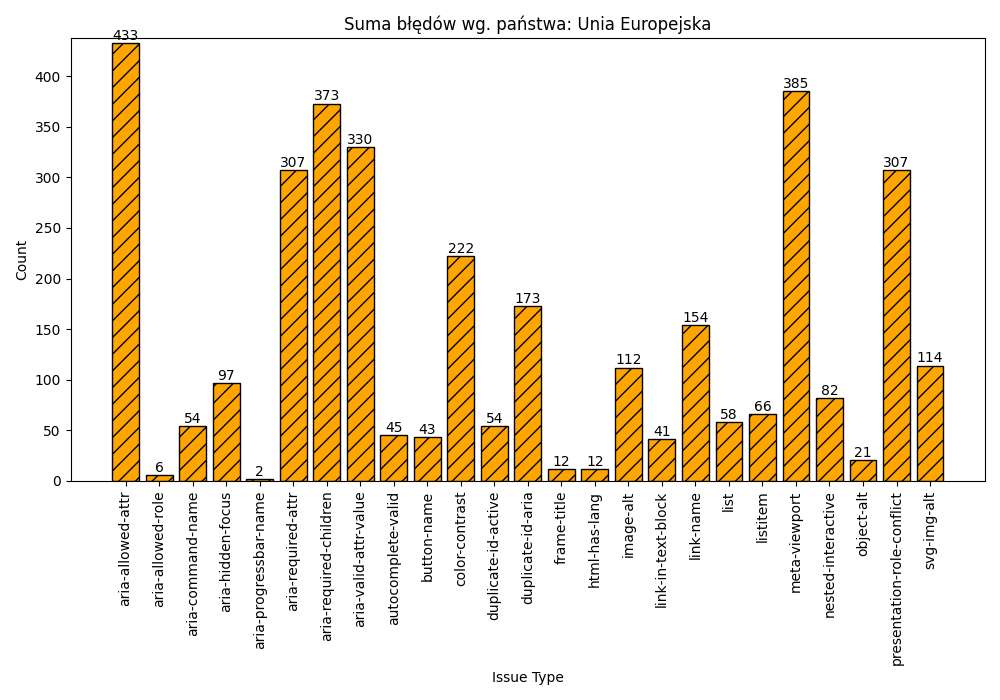 Suma błędów wg. państwa: Unia Europejska
Count
400
350
300
250
200
150
100
50
0
433
6
54
97
2
307
373
330
45
43
222
54
173
12
12
112
41
154
58
66
385
82
21
307
114
aria-allowed-attr
aria-allowed-role
aria-command-name
aria-hidden-focus
aria-progressbar-name
aria-required-attr
aria-required-children
aria-valid-attr-value
autocomplete-valid
button-name
color-contrast
duplicate-id-active
duplicate-id-aria
frame-title
html-has-lang
image-alt
link-in-text-block
link-name
list
listitem
meta-viewport
nested-interactive
object-alt
presentation-role-conflict
svg-img-alt
Issue Type